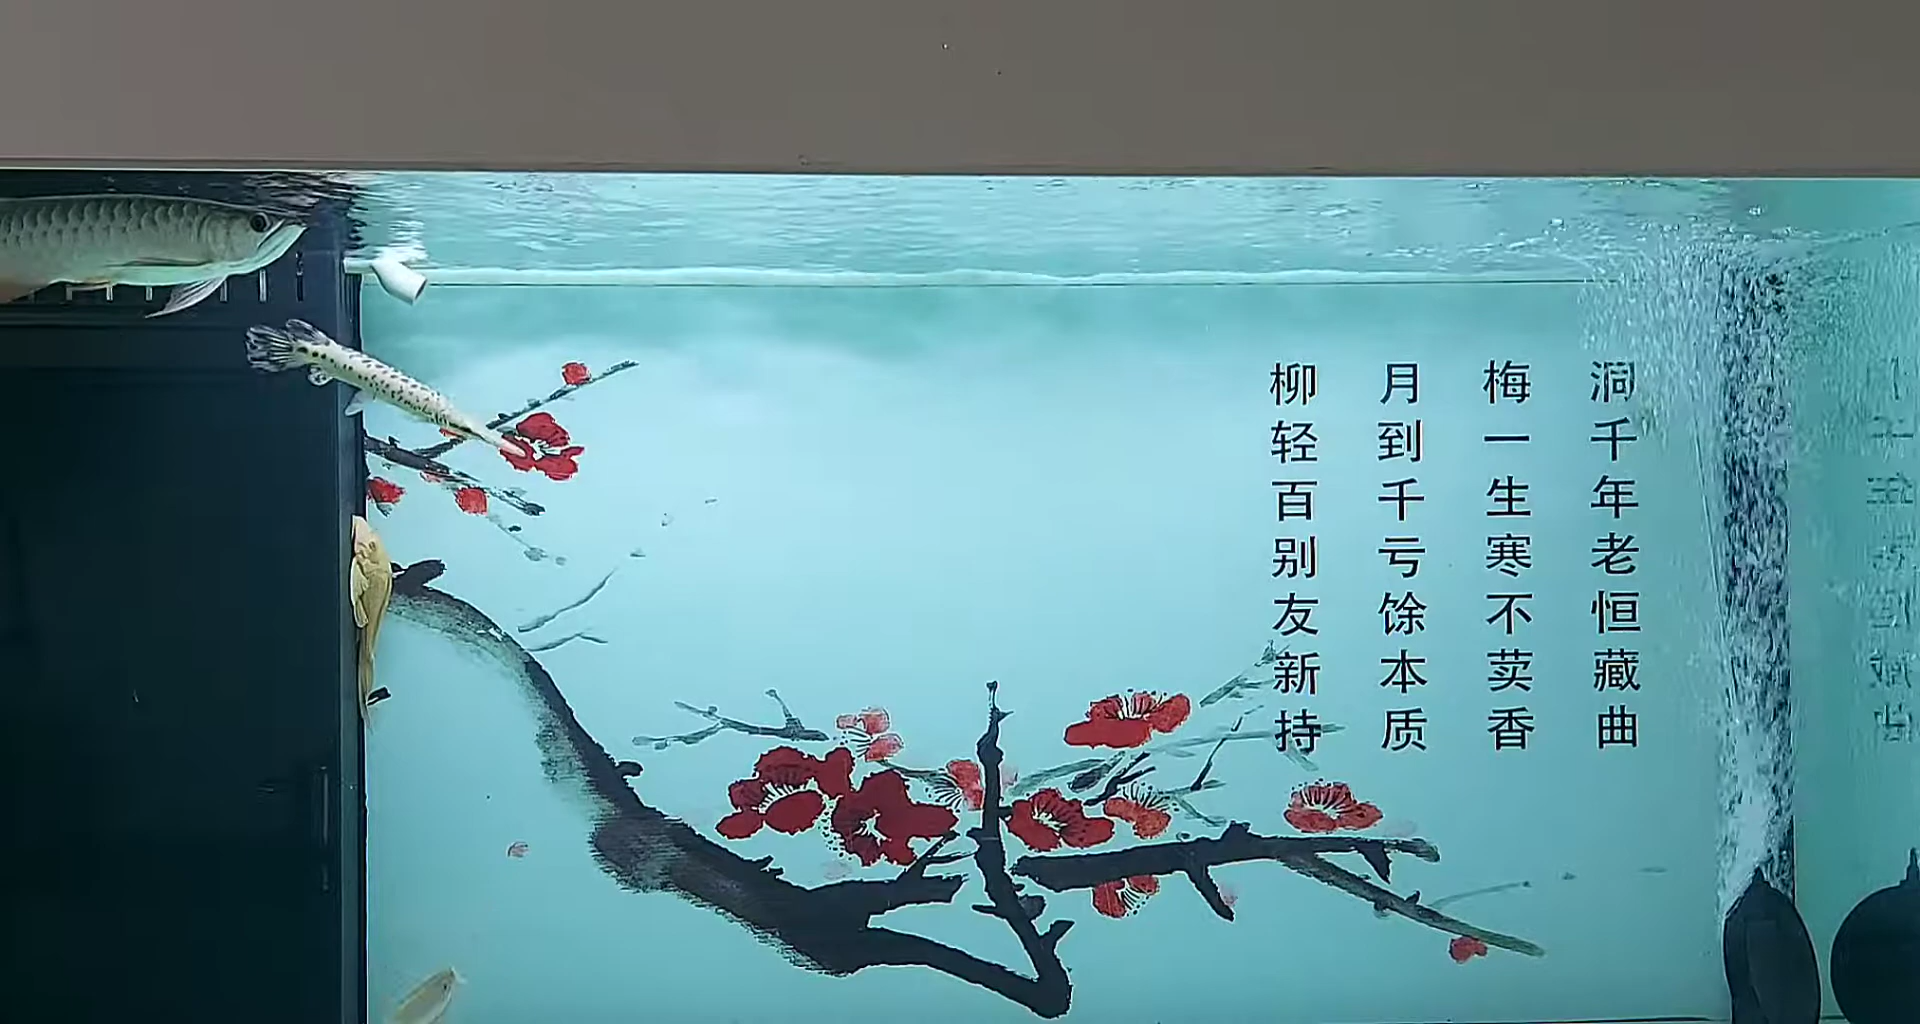 洞千年老恒藏曲
梅一生寒不荬香
月到千亏馀本质
柳轻百别友新持